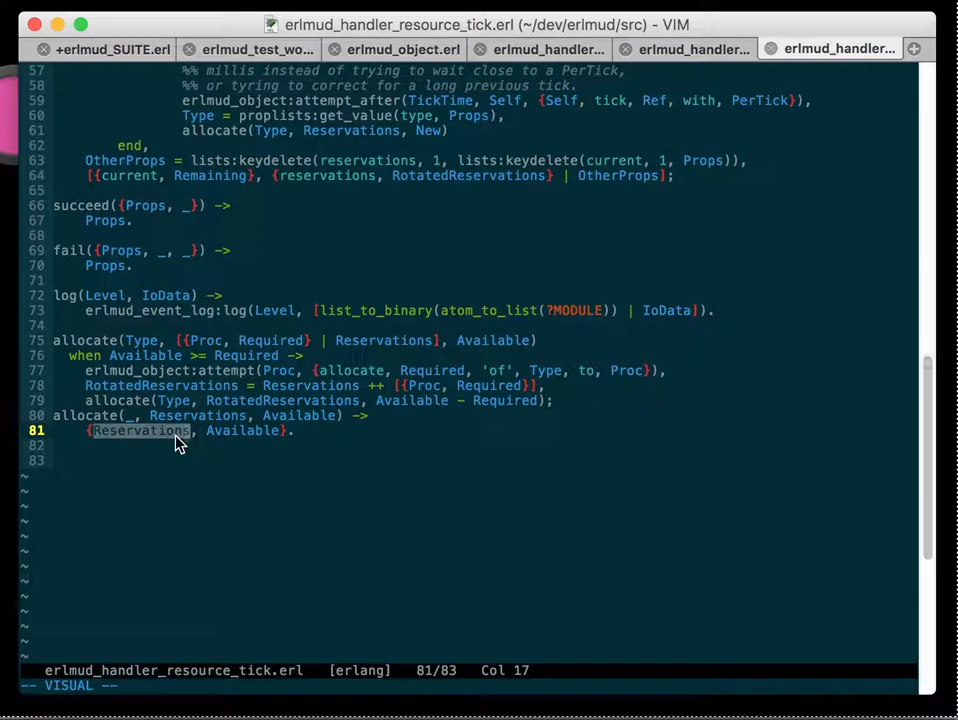 erlmud_handler_resource_tick.erl (~/dev/erlmud/src) - VIM
+erlmud_SUITE.erl erlmud_test_wo... erlmud_object.erl erlmud_handler... erlmud_handler... erlmud_handler...
57 %% millis instead of trying to wait close to a PerTick,
58 %% or tyring to correct for a long previous tick.
59 erlmud_object:attempt_after(TickTime, Self, {Self, tick, Ref, with, PerTick}),
60 Type = proplists:get_value(type, Props),
61 allocate(Type, Reservations, New)
62 end,
63 OtherProps = lists:keydelete(reservations, 1, lists:keydelete(current, 1, Props)),
64 [{current, Remaining}, {reservations, RotatedReservations} | OtherProps];
65
66 succeed({Props, _}) ->
67 Props.
68
69 fail({Props, _, _}) ->
70 Props.
71
72 log(Level, IoData) ->
73 erlmud_event_log:log(Level, [list_to_binary(atom_to_list(?MODULE)) | IoData]).
74
75 allocate(Type, [{Proc, Required} | Reservations], Available)
76 when Available >= Required ->
77 erlmud_object:attempt(Proc, {allocate, Required, 'of', Type, to, Proc}),
78 RotatedReservations = Reservations ++ [{Proc, Required}],
79 allocate(Type, RotatedReservations, Available - Required);
80 allocate(_, Reservations, Available) ->
81 {Reservations, Available}.
82
83
~
~
~
~
~
~
~
~
~
~
~
~
~
erlmud_handler_resource_tick.erl [erlang] 81/83 Col 17
-- VISUAL --